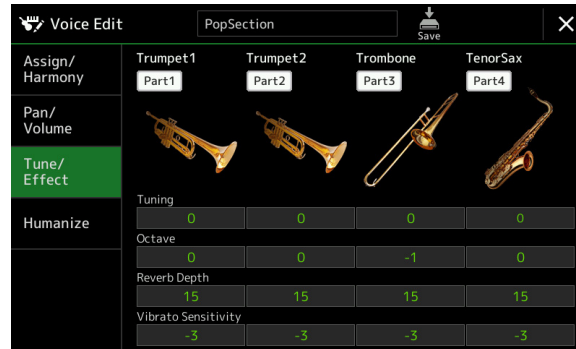 Voice Edit
PopSection
Save
Assign/
Harmony
Pan/
Volume
Tune/
Effect
Humanize
Trumpet1 Trumpet2 Trombone TenorSax
Part1 Part2 Part3 Part4
Tuning
0 0 0 0
Octave
0 0 -1 0
Reverb Depth
15 15 15 15
Vibrato Sensitivity
-3 -3 -3 -3